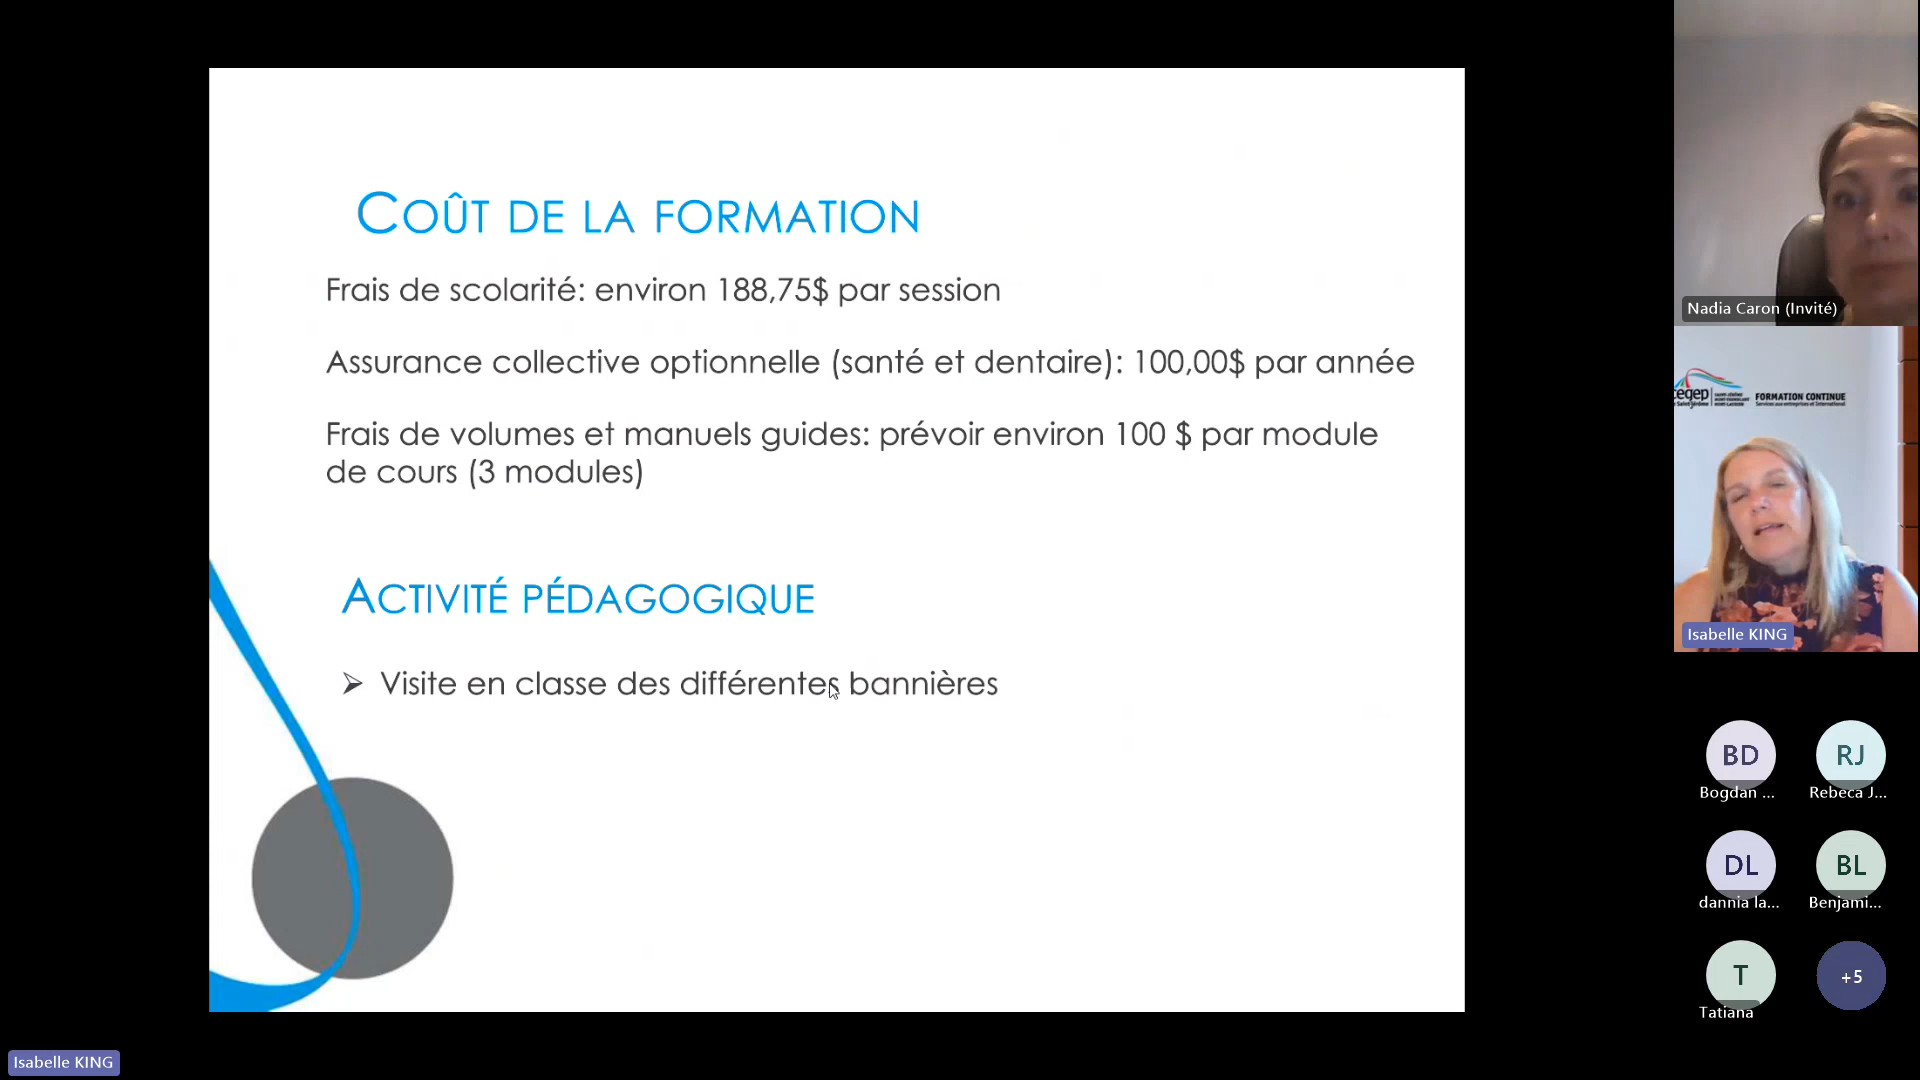 COÛT DE LA FORMATION
Frais de scolarité: environ 188,75$ par session
Assurance collective optionnelle (santé et dentaire): 100,00$ par année
Frais de volumes et manuels guides: prévoir environ 100 $ par module
de cours (3 modules)
ACTIVITÉ PÉDAGOGIQUE
➢ Visite en classe des différentes bannières
Nadia Caron (Invité)
cegep
FORMATION CONTINUE
Isabelle KING
BD
Bogdan ...
RJ
Rebeca J...
DL
dannia la...
BL
Benjami...
T
Tatiana
+5
Isabelle KING